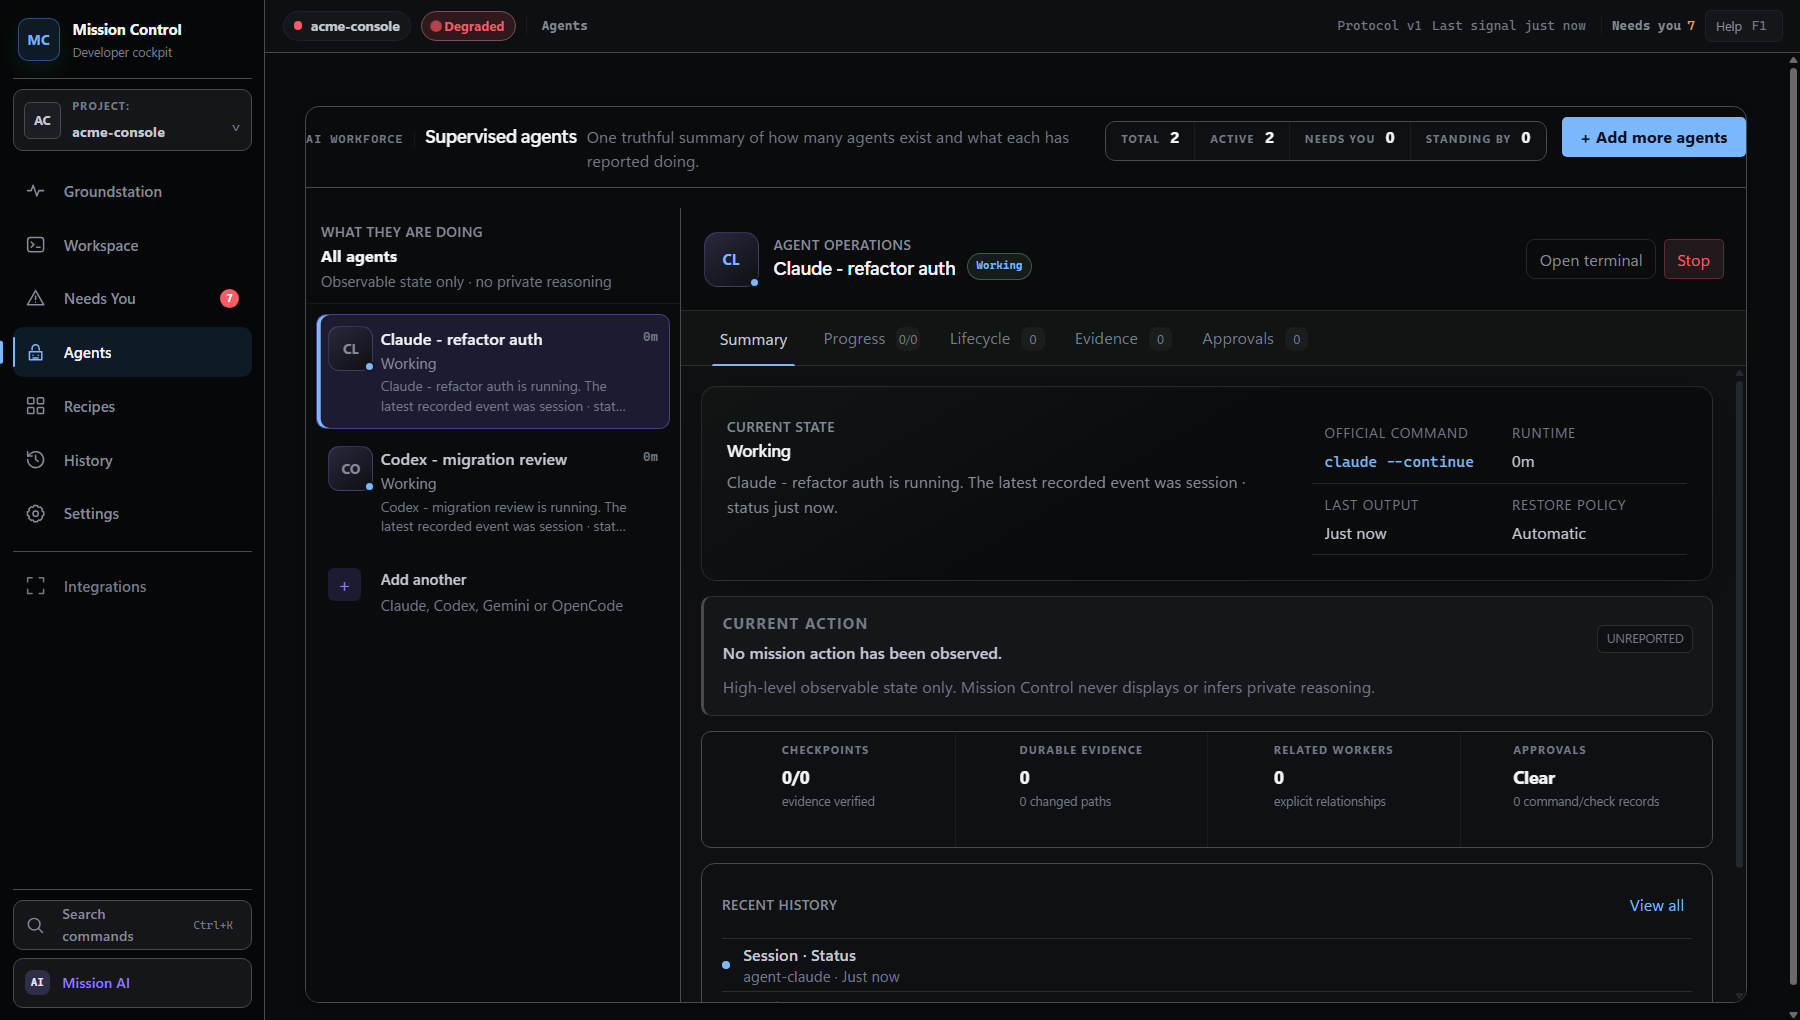 MC
Mission Control
Developer cockpit
AC
PROJECT:
acme-console
v
Groundstation
Workspace
Needs You
7
Agents
Recipes
History
Settings
Integrations
Search
commands
Ctrl+K
AI
Mission AI
acme-console
Degraded
Agents
Protocol v1
Last signal just now
Needs you 7
Help F1
AI WORKFORCE
Supervised agents
One truthful summary of how many agents exist and what each has
reported doing.
TOTAL 2
ACTIVE 2
NEEDS YOU 0
STANDING BY 0
+ Add more agents
WHAT THEY ARE DOING
All agents
Observable state only · no private reasoning
CL
Claude - refactor auth
0m
Working
Claude - refactor auth is running. The
latest recorded event was session · stat...
CO
Codex - migration review
0m
Working
Codex - migration review is running. The
latest recorded event was session · stat...
+
Add another
Claude, Codex, Gemini or OpenCode
CL
AGENT OPERATIONS
Claude - refactor auth
Working
Open terminal
Stop
Summary
Progress 0/0
Lifecycle 0
Evidence 0
Approvals 0
CURRENT STATE
Working
Claude - refactor auth is running. The latest recorded event was session ·
status just now.
OFFICIAL COMMAND
claude --continue
RUNTIME
0m
LAST OUTPUT
Just now
RESTORE POLICY
Automatic
CURRENT ACTION
No mission action has been observed.
High-level observable state only. Mission Control never displays or infers private reasoning.
UNREPORTED
CHECKPOINTS
0/0
evidence verified
DURABLE EVIDENCE
0
0 changed paths
RELATED WORKERS
0
explicit relationships
APPROVALS
Clear
0 command/check records
RECENT HISTORY
View all
Session · Status
agent-claude · Just now